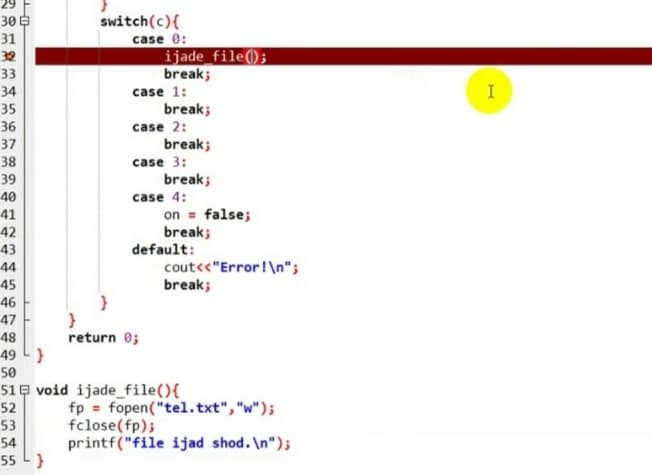 29 }
30 switch(c){
31 case 0:
32 ijade_file();
33 break;
34 case 1:
35 break;
36 case 2:
37 break;
38 case 3:
39 break;
40 case 4:
41 on = false;
42 break;
43 default:
44 cout<<"Error!\n";
45 break;
46 }
47 }
48 return 0;
49 }
50
51 void ijade_file(){
52 fp = fopen("tel.txt","w");
53 fclose(fp);
54 printf("file ijad shod.\n");
55 }